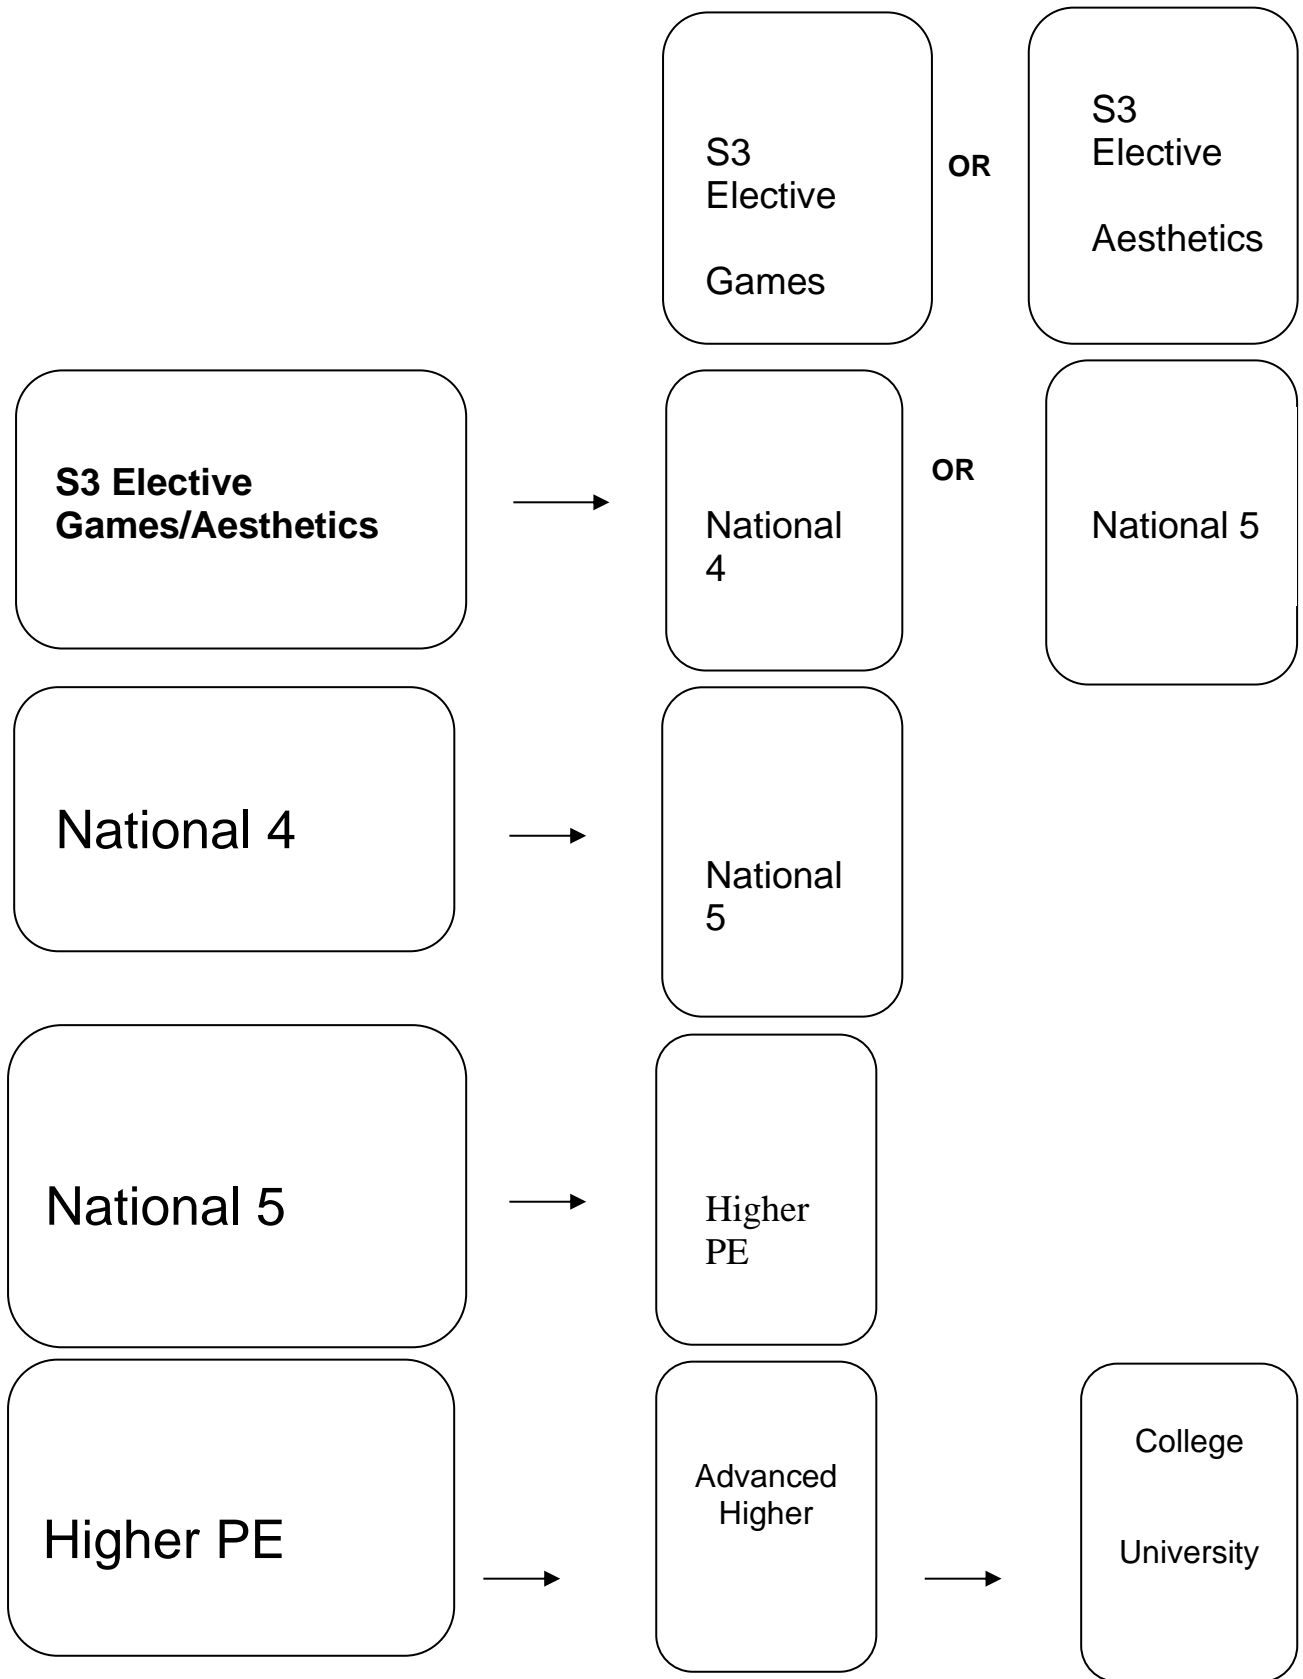 S3
Elective
Games
OR
S3
Elective
Aesthetics
S3 Elective
Games/Aesthetics
National
4
OR
National 5
National 4
National
5
National 5
Higher
PE
Higher PE
Advanced
Higher
College
University